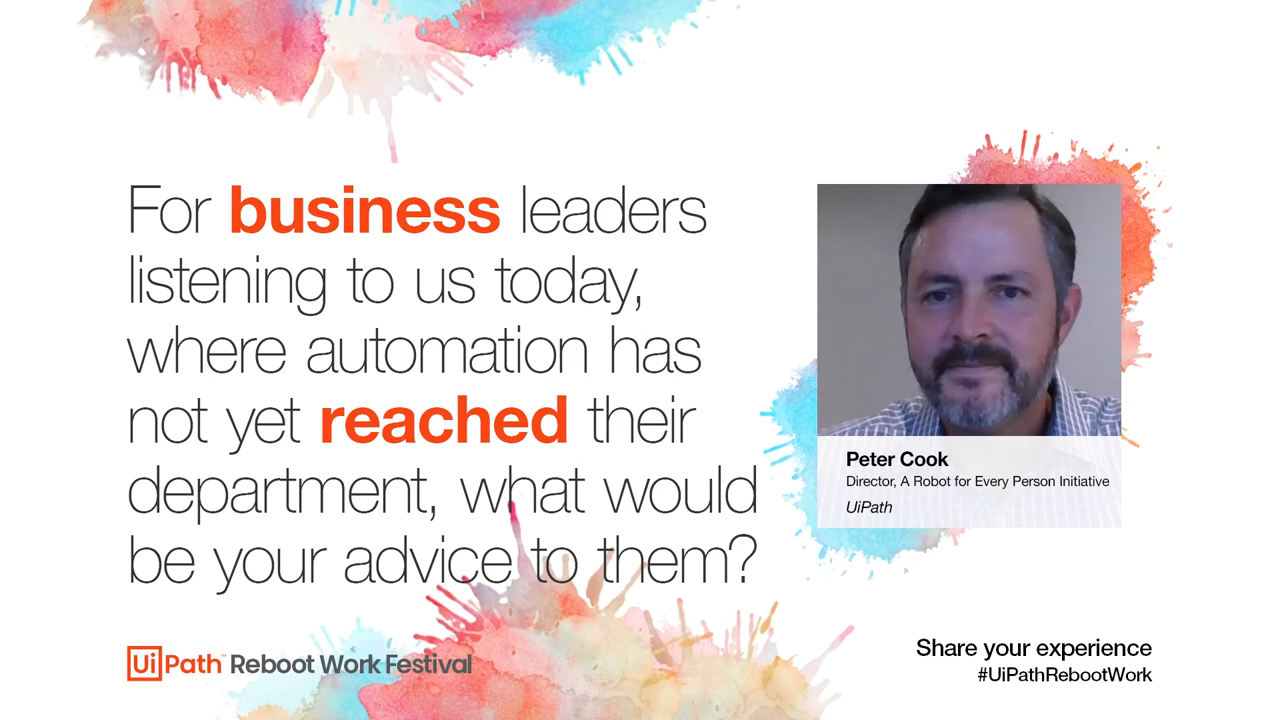 For business leaders
listening to us today,
where automation has
not yet reached their
department, what would
be your advice to them?
Peter Cook
Director, A Robot for Every Person Initiative
UiPath
UiPath™ Reboot Work Festival
Share your experience
#UiPathRebootWork